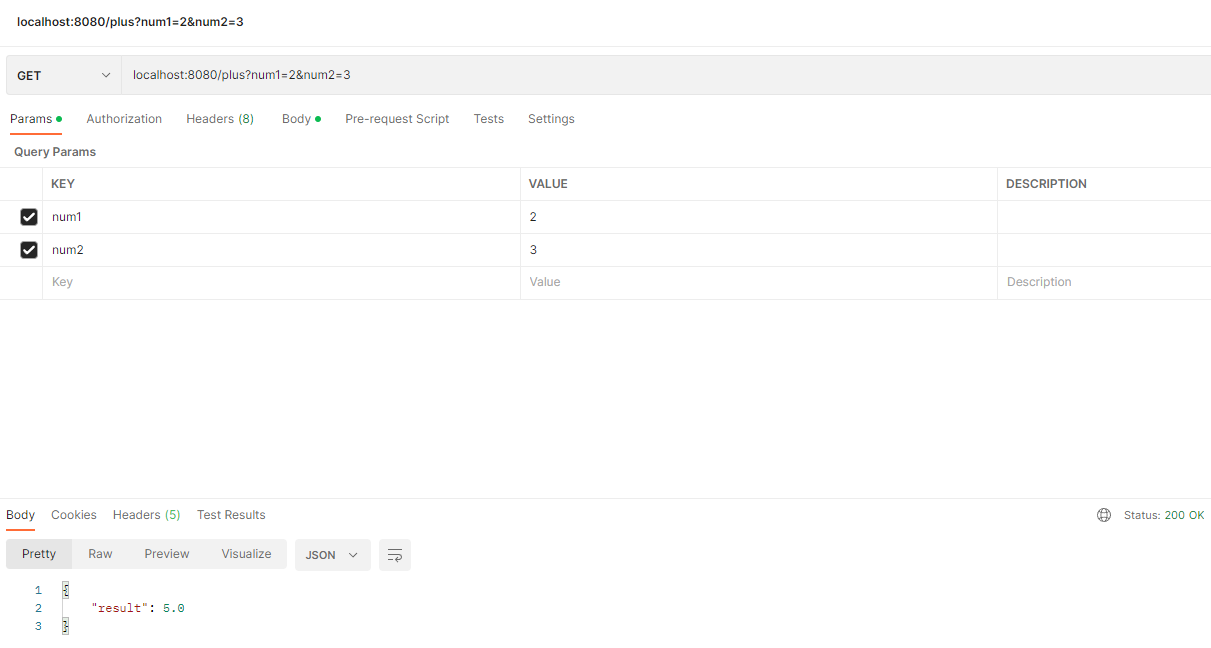 localhost:8080/plus?num1=2&num2=3
GET localhost:8080/plus?num1=2&num2=3
Params Authorization Headers (8) Body Pre-request Script Tests Settings
Query Params
KEY VALUE DESCRIPTION
num1 2
num2 3
Key Value Description
Body Cookies Headers (5) Test Results Status: 200 OK
Pretty Raw Preview Visualize JSON
1 {
2 "result": 5.0
3 }